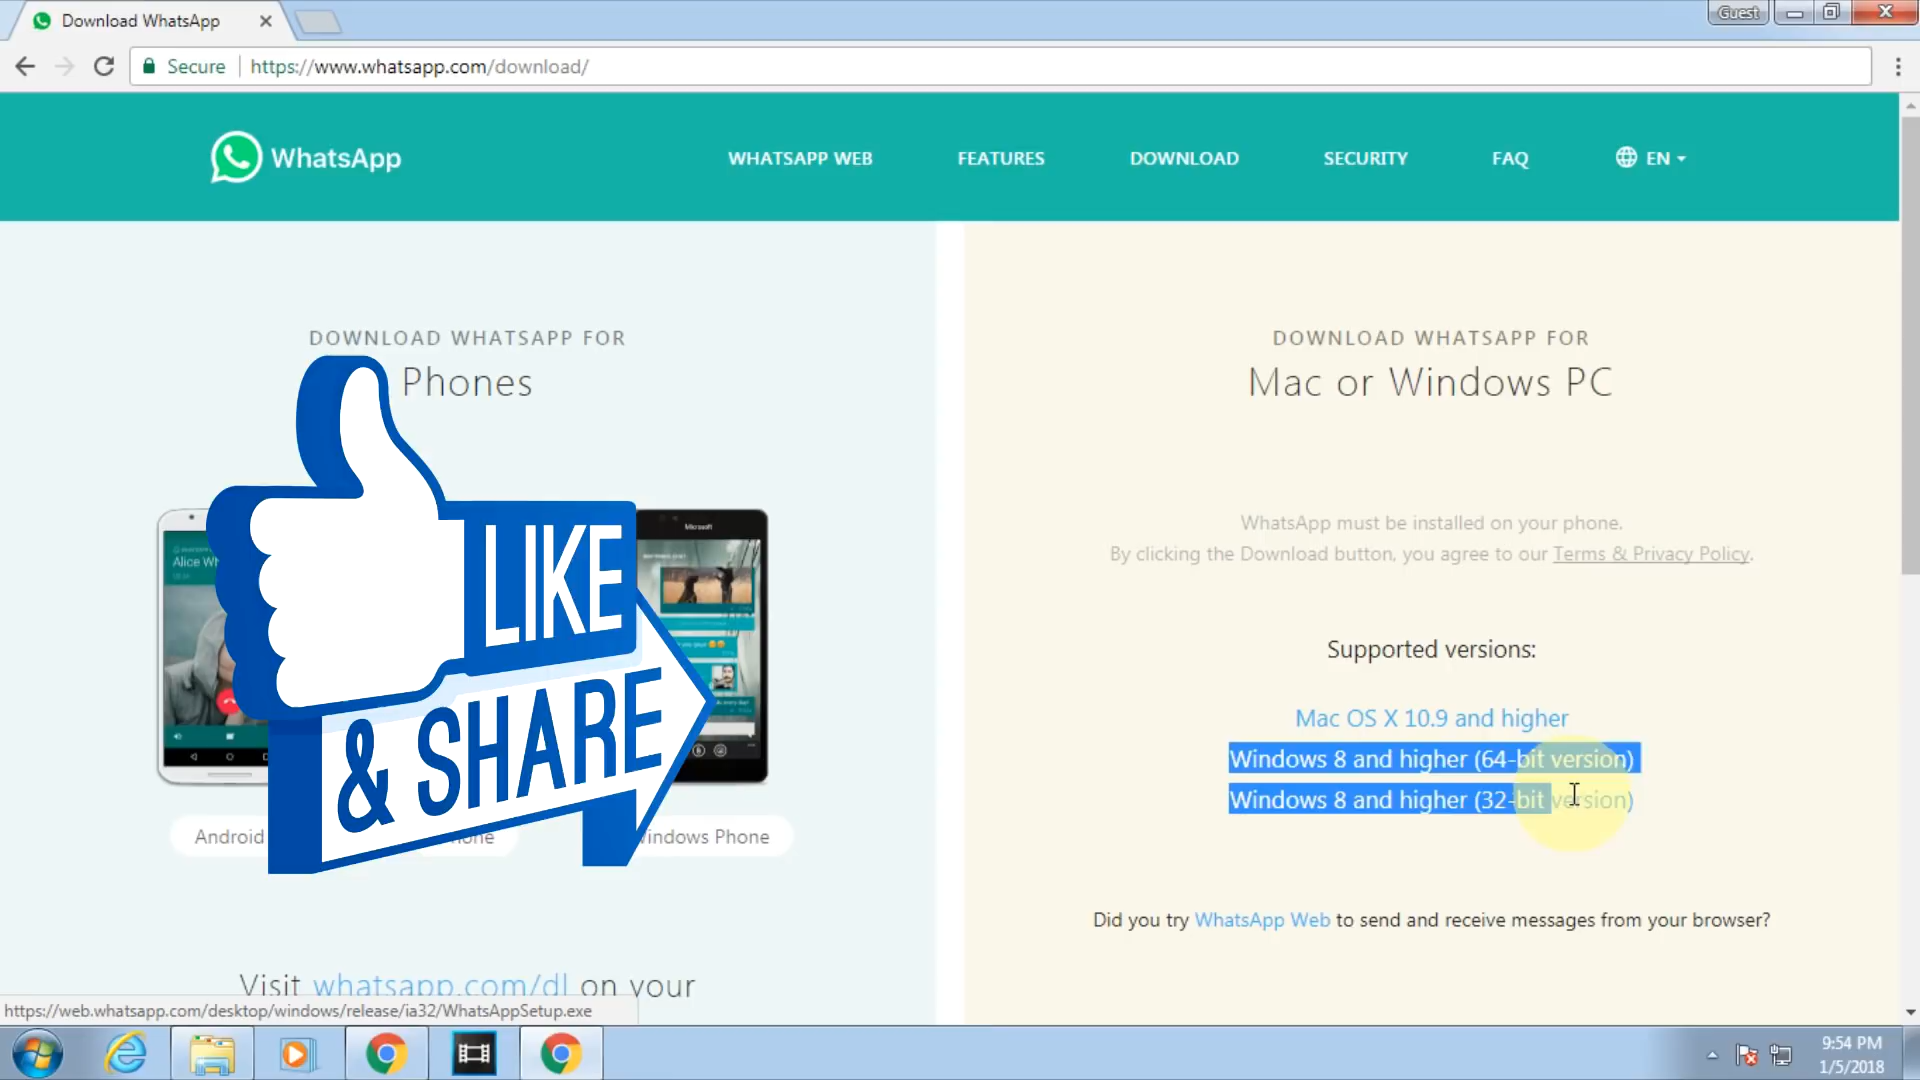 Download WhatsApp
Guest
Secure
https://www.whatsapp.com/download/
WhatsApp
WHATSAPP WEB
FEATURES
DOWNLOAD
SECURITY
FAQ
EN
DOWNLOAD WHATSAPP FOR
Phones
Alice Wh
Microsoft
LIKE
& SHARE
Android
Windows Phone
Visit whatsapp.com/dl on your
DOWNLOAD WHATSAPP FOR
Mac or Windows PC
WhatsApp must be installed on your phone.
By clicking the Download button, you agree to our Terms & Privacy Policy.
Supported versions:
Mac OS X 10.9 and higher
Windows 8 and higher (64-bit version)
Windows 8 and higher (32-bit version)
Did you try WhatsApp Web to send and receive messages from your browser?
https://web.whatsapp.com/desktop/windows/release/ia32/WhatsAppSetup.exe
9:54 PM
1/5/2018